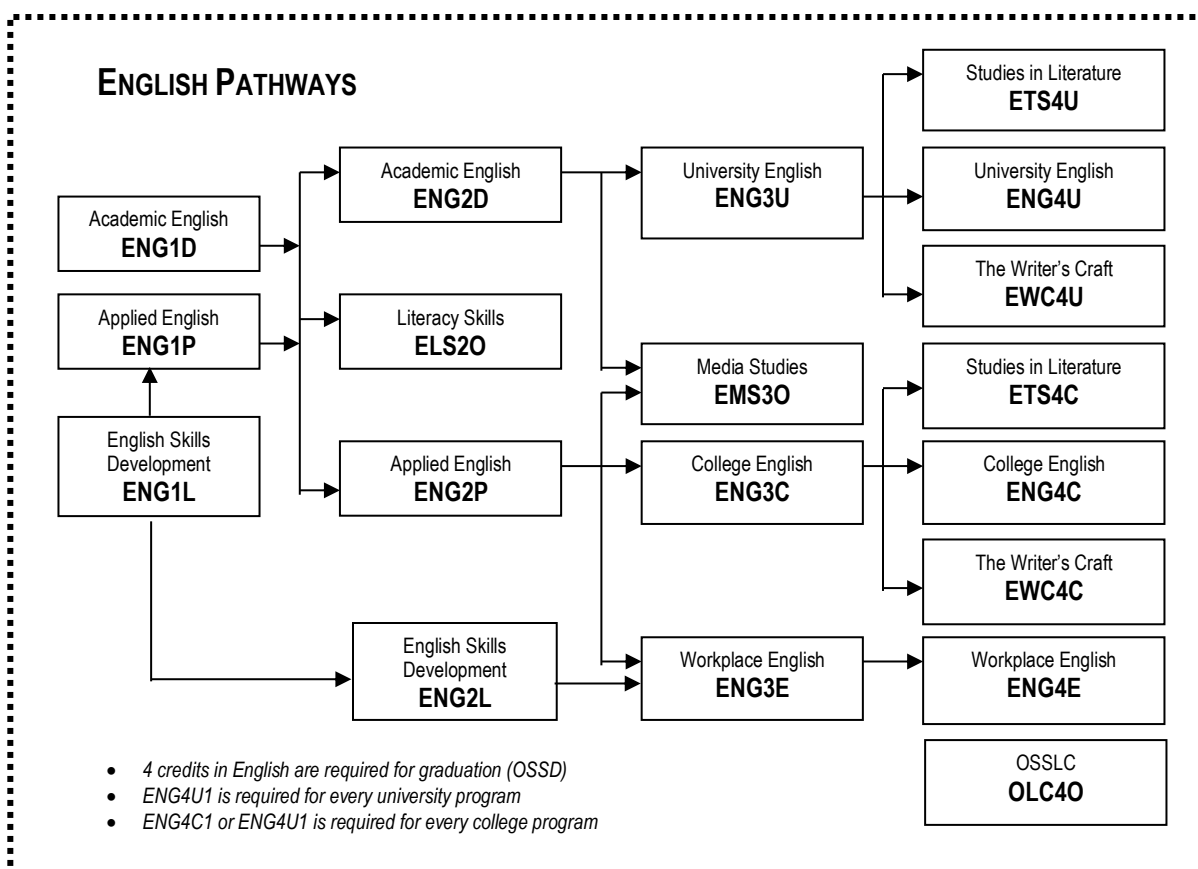 ENGLISH PATHWAYS
Studies in Literature
ETS4U
Academic English
ENG2D
University English
ENG3U
University English
ENG4U
Academic English
ENG1D
The Writer's Craft
EWC4U
Applied English
ENG1P
Literacy Skills
ELS2O
Media Studies
EMS3O
Studies in Literature
ETS4C
English Skills
Development
ENG1L
Applied English
ENG2P
College English
ENG3C
College English
ENG4C
The Writer's Craft
EWC4C
English Skills
Development
ENG2L
Workplace English
ENG3E
Workplace English
ENG4E
OSSLC
OLC4O
• 4 credits in English are required for graduation (OSSD)
• ENG4U1 is required for every university program
• ENG4C1 or ENG4U1 is required for every college program